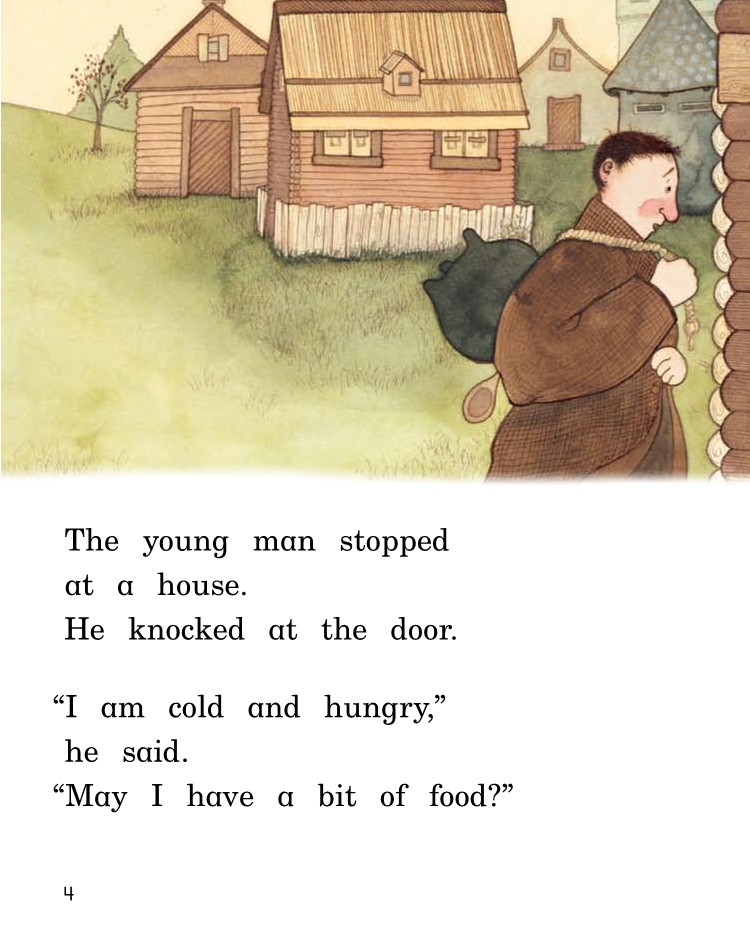 The young man stopped
at a house.
He knocked at the door.
“I am cold and hungry,”
he said.
“May I have a bit of food?”
4